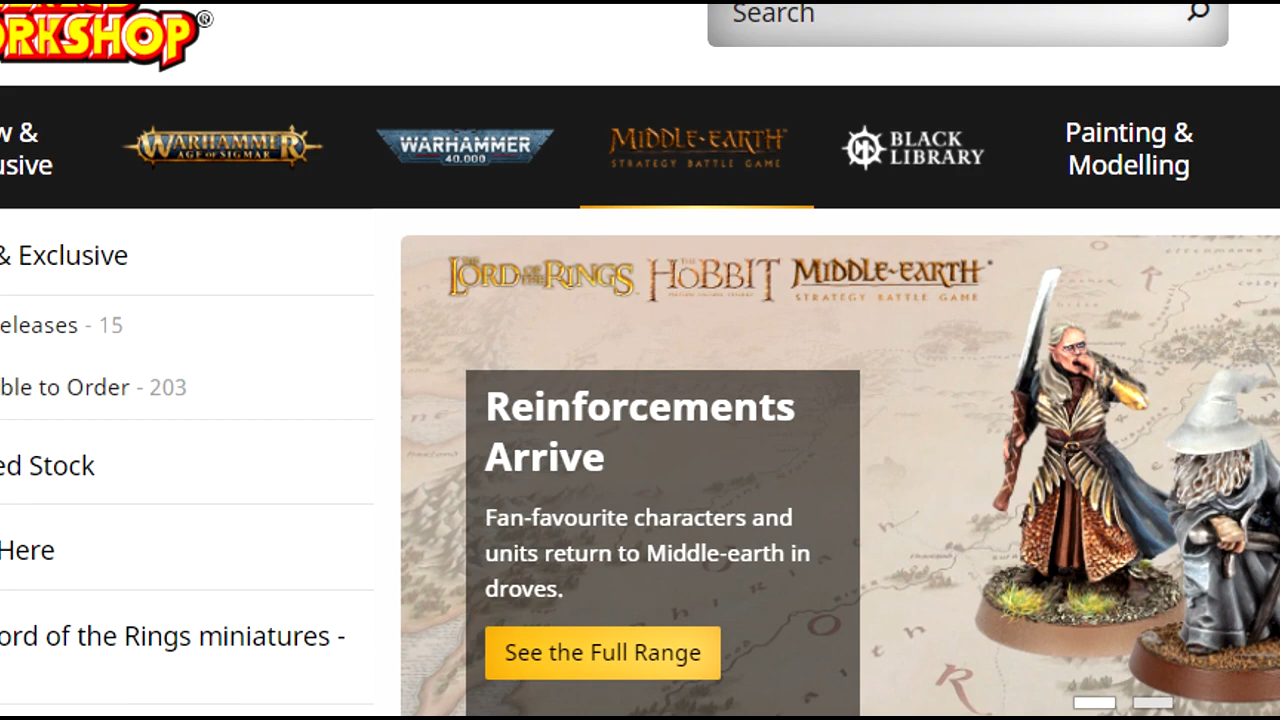 ORKSHOP®
Search
w &
usive
WARHAMMER
AGE OF SIGMAR
WARHAMMER
40,000
MIDDLE-EARTH
STRATEGY BATTLE GAME
BLACK
LIBRARY
Painting &
Modelling
& Exclusive
eleases - 15
ble to Order - 203
ed Stock
Here
ord of the Rings miniatures -
THE LORD OF THE RINGS THE HOBBIT MIDDLE-EARTH
STRATEGY BATTLE GAME
Reinforcements
Arrive
Fan-favourite characters and
units return to Middle-earth in
droves.
See the Full Range